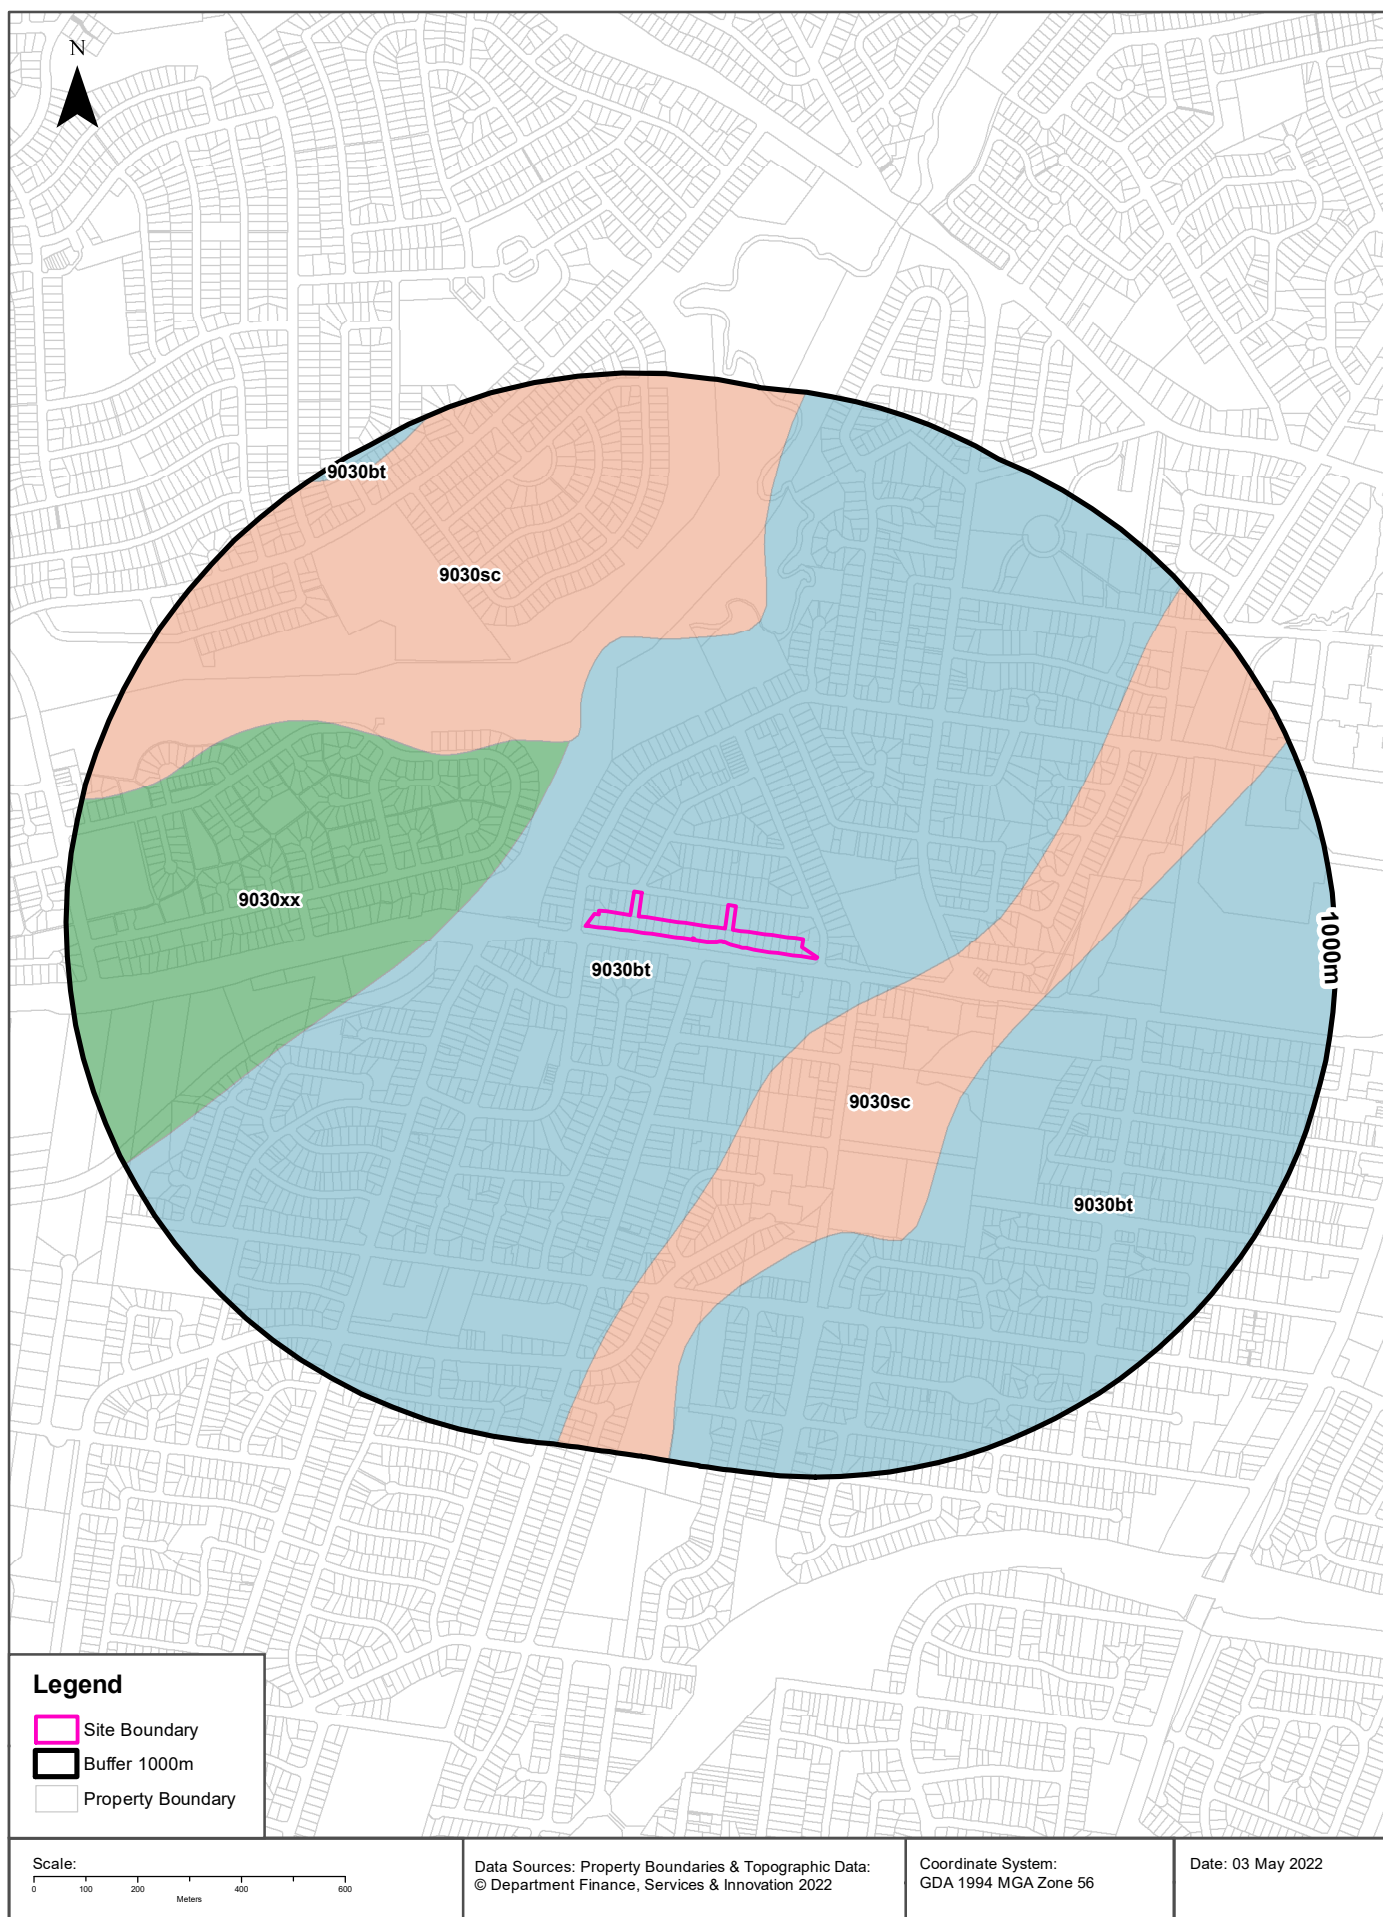 N
9030bt
9030sc
9030xx
1000m
9030bt
9030sc
9030bt
Legend
Site Boundary
Buffer 1000m
Property Boundary
Scale:
0 100 200 400 600
Meters
Data Sources: Property Boundaries & Topographic Data:
© Department Finance, Services & Innovation 2022
Coordinate System:
GDA 1994 MGA Zone 56
Date: 03 May 2022